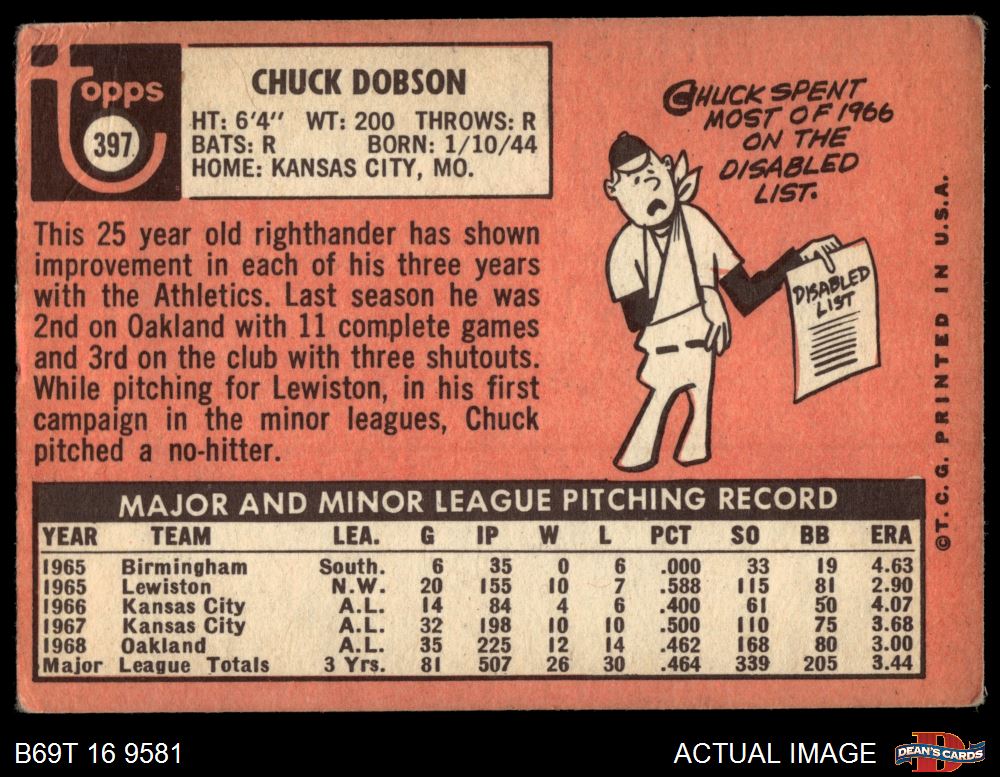 Topps
397
CHUCK DOBSON
HT: 6'4" WT: 200 THROWS: R
BATS: R BORN: 1/10/44
HOME: KANSAS CITY, MO.
This 25 year old righthander has shown
improvement in each of his three years
with the Athletics. Last season he was
2nd on Oakland with 11 complete games
and 3rd on the club with three shutouts.
While pitching for Lewiston, in his first
campaign in the minor leagues, Chuck
pitched a no-hitter.
CHUCK SPENT
MOST OF 1966
ON THE
DISABLED
LIST.
DISABLED
LIST
©T.C.G. PRINTED IN U.S.A.
MAJOR AND MINOR LEAGUE PITCHING RECORD
YEAR TEAM LEA. G IP W L PCT SO BB ERA
1965 Birmingham South. 6 35 0 6 .000 33 19 4.63
1965 Lewiston N.W. 20 155 10 7 .588 115 81 2.90
1966 Kansas City A.L. 14 84 4 6 .400 61 50 4.07
1967 Kansas City A.L. 32 198 10 10 .500 110 75 3.68
1968 Oakland A.L. 35 225 12 14 .462 168 80 3.00
Major League Totals 3 Yrs. 81 507 26 30 .464 339 205 3.44
B69T 16 9581
ACTUAL IMAGE
D
DEAN'S CARDS